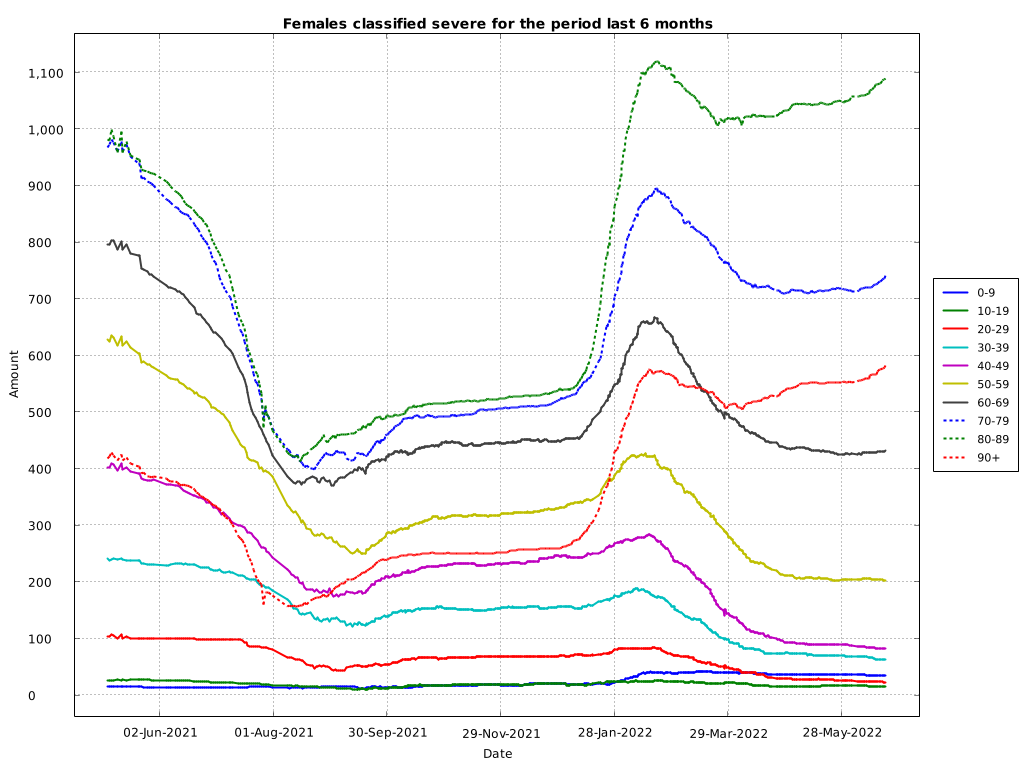 Females classified severe for the period last 6 months
1,100
1,000
900
800
700
600
500
400
300
200
100
0
Amount
02-Jun-2021
01-Aug-2021
30-Sep-2021
29-Nov-2021
28-Jan-2022
29-Mar-2022
28-May-2022
Date
0-9
10-19
20-29
30-39
40-49
50-59
60-69
70-79
80-89
90+